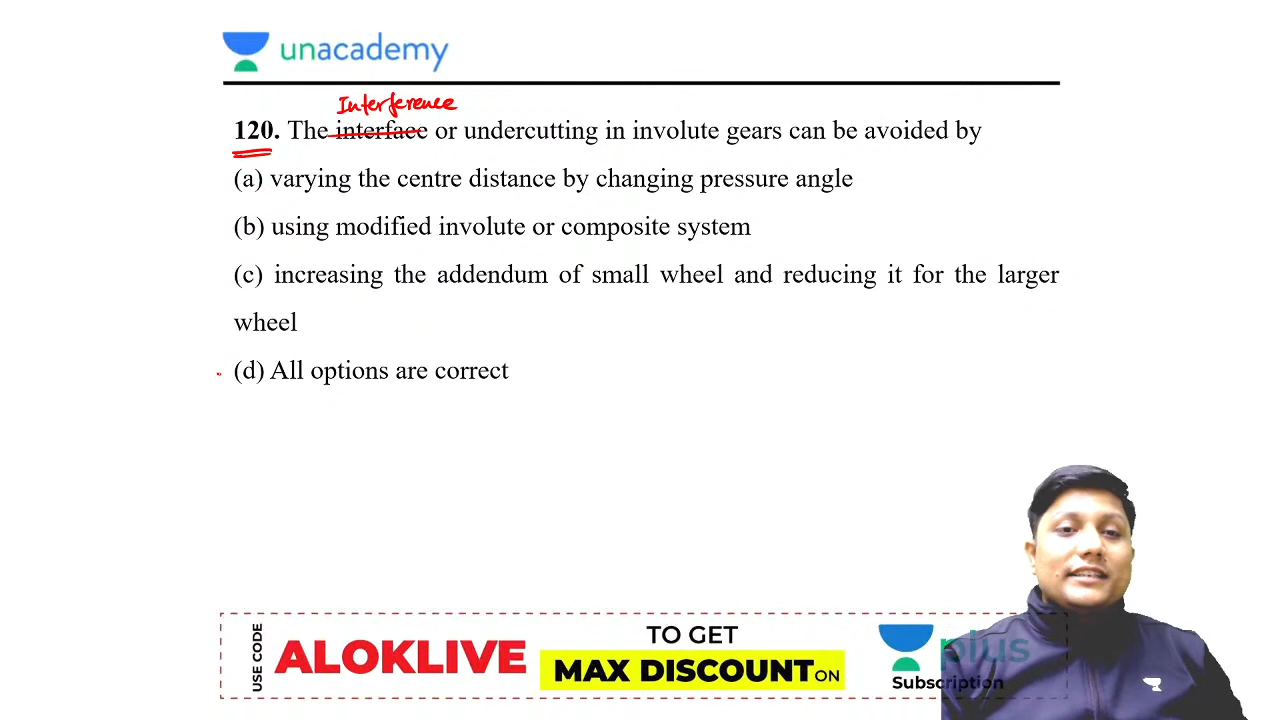 unacademy
Interference
120. The interface or undercutting in involute gears can be avoided by
(a) varying the centre distance by changing pressure angle
(b) using modified involute or composite system
(c) increasing the addendum of small wheel and reducing it for the larger
wheel
(d) All options are correct
USE CODE
ALOKLIVE
TO GET
MAX DISCOUNT ON
plus
Subscription